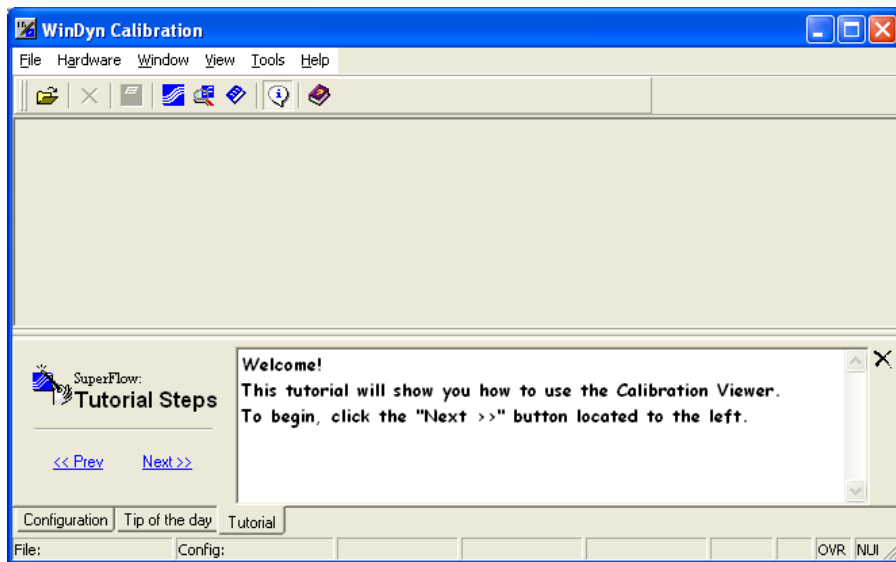 WinDyn Calibration
File Hardware Window View Tools Help
Welcome!
This tutorial will show you how to use the Calibration Viewer.
To begin, click the "Next >>" button located to the left.
SuperFlow:
Tutorial Steps
<< Prev Next >>
Configuration Tip of the day Tutorial
File: Config: OVR NUI